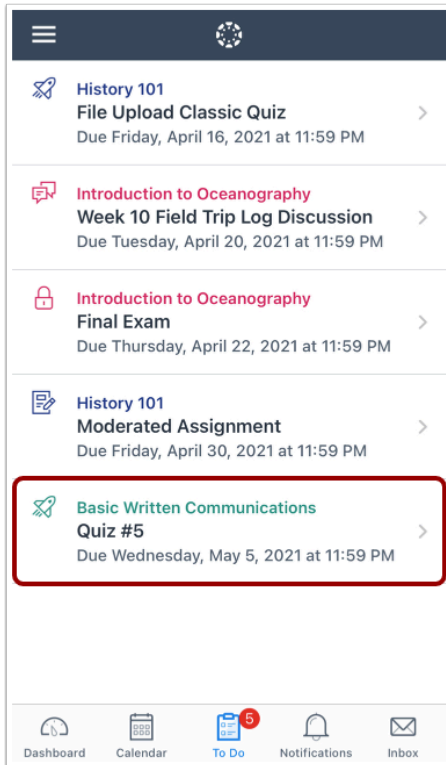 History 101
File Upload Classic Quiz
Due Friday, April 16, 2021 at 11:59 PM
Introduction to Oceanography
Week 10 Field Trip Log Discussion
Due Tuesday, April 20, 2021 at 11:59 PM
Introduction to Oceanography
Final Exam
Due Thursday, April 22, 2021 at 11:59 PM
History 101
Moderated Assignment
Due Friday, April 30, 2021 at 11:59 PM
Basic Written Communications
Quiz #5
Due Wednesday, May 5, 2021 at 11:59 PM
5
Dashboard Calendar To Do Notifications Inbox